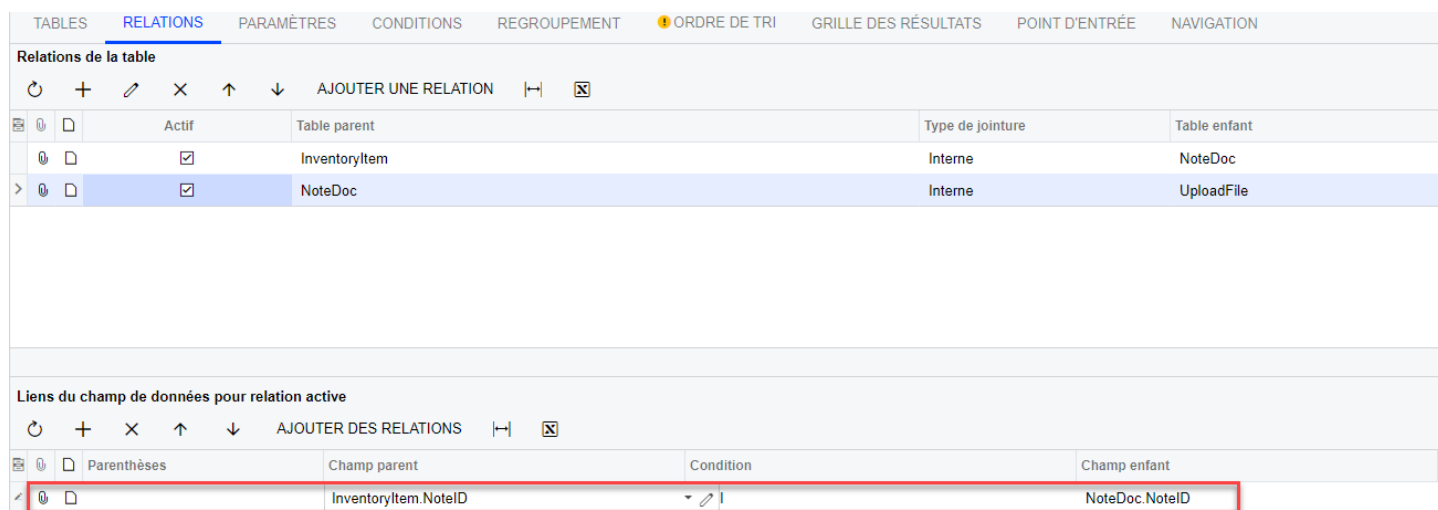 TABLES RELATIONS PARAMÈTRES CONDITIONS REGROUPEMENT ORDRE DE TRI GRILLE DES RÉSULTATS POINT D'ENTRÉE NAVIGATION
Relations de la table
AJOUTER UNE RELATION
Actif Table parent Type de jointure Table enfant
InventoryItem Interne NoteDoc
NoteDoc Interne UploadFile
Liens du champ de données pour relation active
AJOUTER DES RELATIONS
Parenthèses Champ parent Condition Champ enfant
InventoryItem.NoteID NoteDoc.NoteID